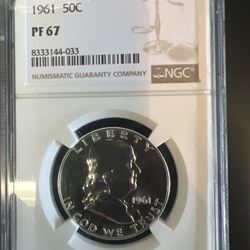 1961 50C
PF 67
8333144-033
NUMISMATIC GUARANTY COMPANY
NGC
LIBERTY
1961
IN GOD WE TRUST